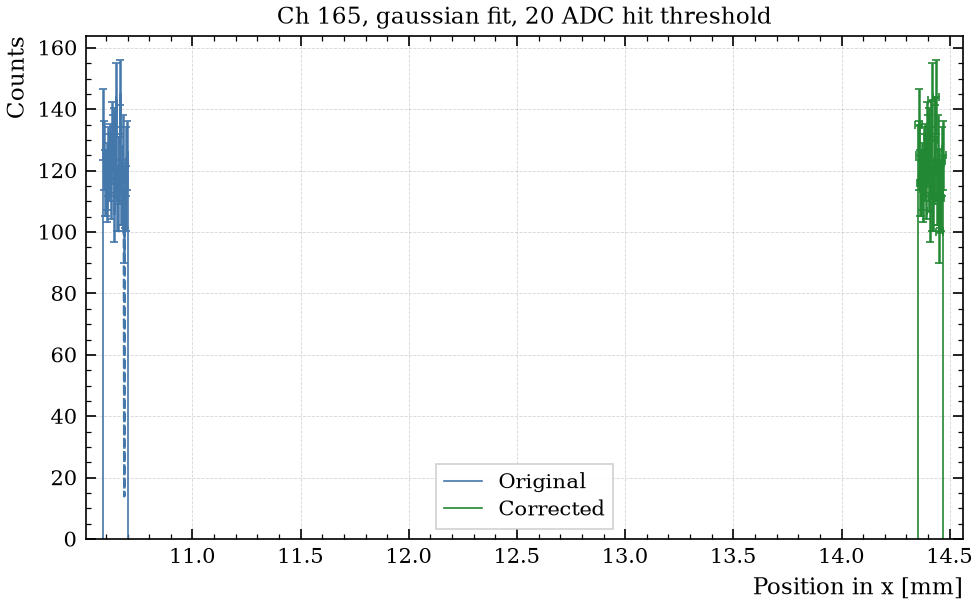 Ch 165, gaussian fit, 20 ADC hit threshold
Counts
160
140
120
100
80
60
40
20
0
Original
Corrected
11.0 11.5 12.0 12.5 13.0 13.5 14.0 14.5
Position in x [mm]